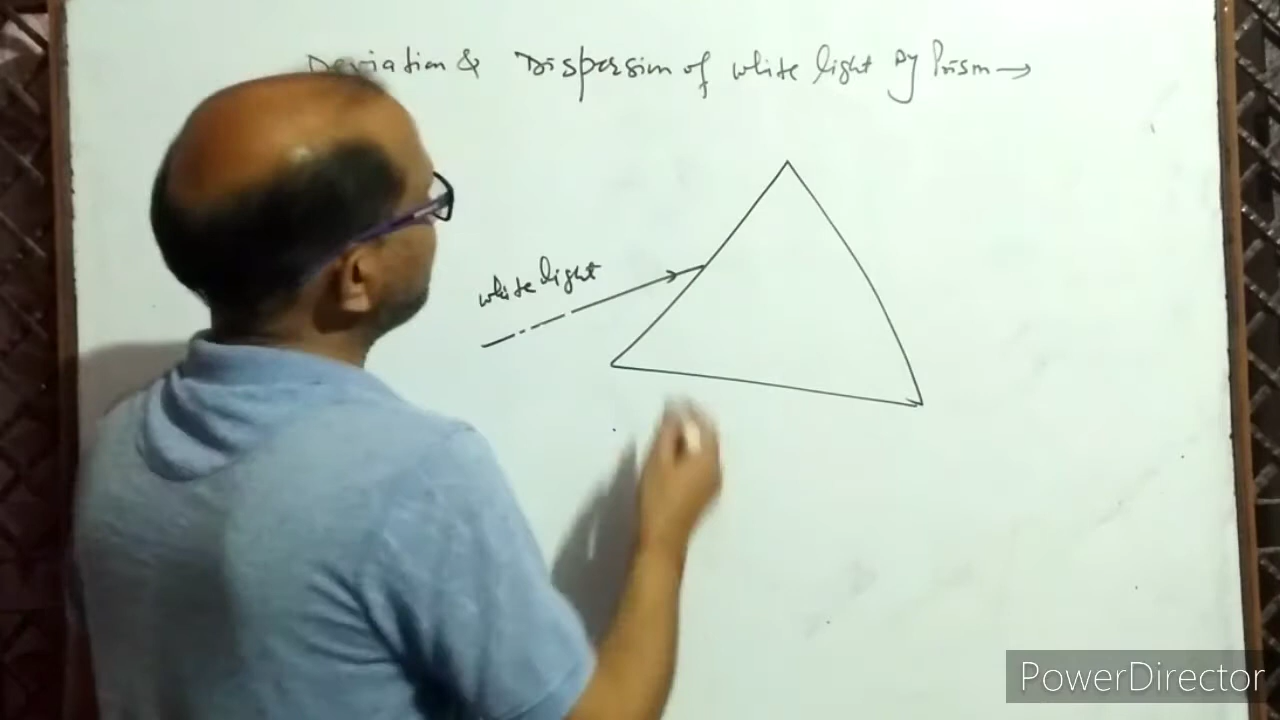 Deviation & Dispersion of white light By Prism →
white light
PowerDirector